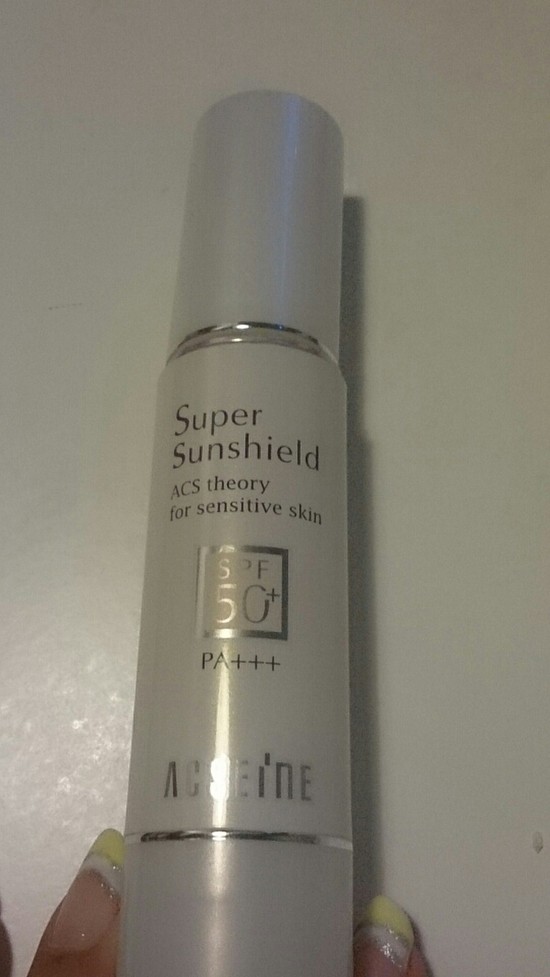 Super
Sunshield
ACS theory
for sensitive skin
SPF
50+
PA+++
ACSEINE